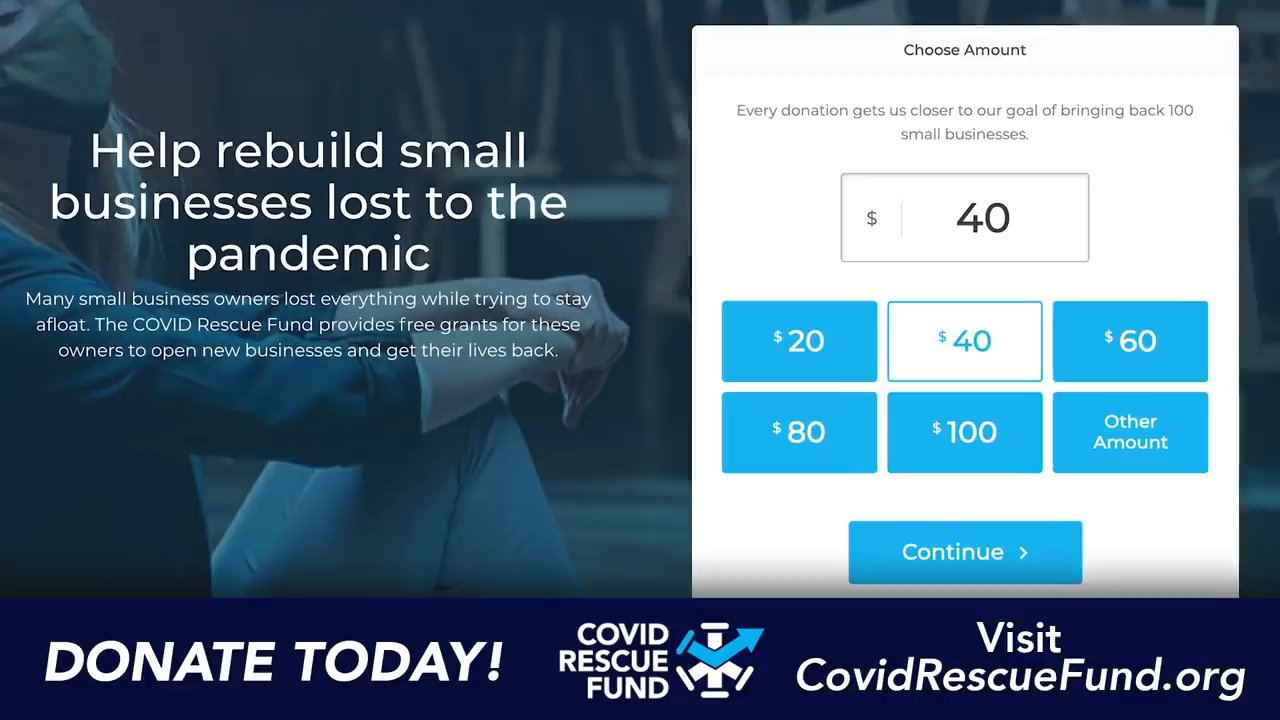 Help rebuild small
businesses lost to the
pandemic
Many small business owners lost everything while trying to stay
afloat. The COVID Rescue Fund provides free grants for these
owners to open new businesses and get their lives back.
Choose Amount
Every donation gets us closer to our goal of bringing back 100
small businesses.
$ 40
$ 20
$ 40
$ 60
$ 80
$ 100
Other
Amount
Continue >
DONATE TODAY!
COVID
RESCUE
FUND
Visit
CovidRescueFund.org